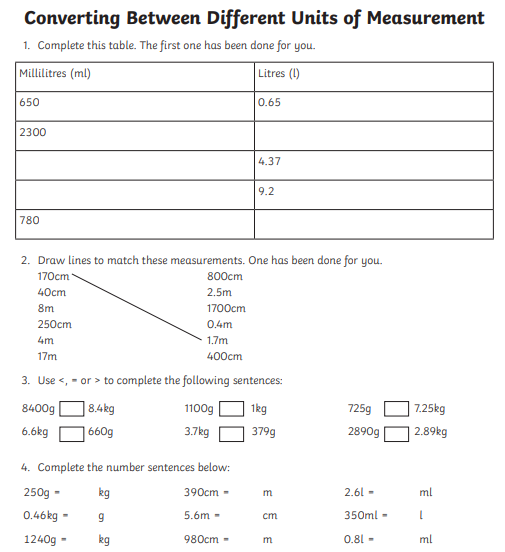 Converting Between Different Units of Measurement
1. Complete this table. The first one has been done for you.
Millilitres (ml) Litres (l)
650 0.65
2300
4.37
9.2
780
2. Draw lines to match these measurements. One has been done for you.
170cm 800cm
40cm 2.5m
8m 1700cm
250cm 0.4m
4m 1.7m
17m 400cm
3. Use <, = or > to complete the following sentences:
8400g 8.4kg 1100g 1kg 725g 7.25kg
6.6kg 660g 3.7kg 379g 2890g 2.89kg
4. Complete the number sentences below:
250g = kg 390cm = m 2.6l = ml
0.46kg = g 5.6m = cm 350ml = l
1240g = kg 980cm = m 0.8l = ml